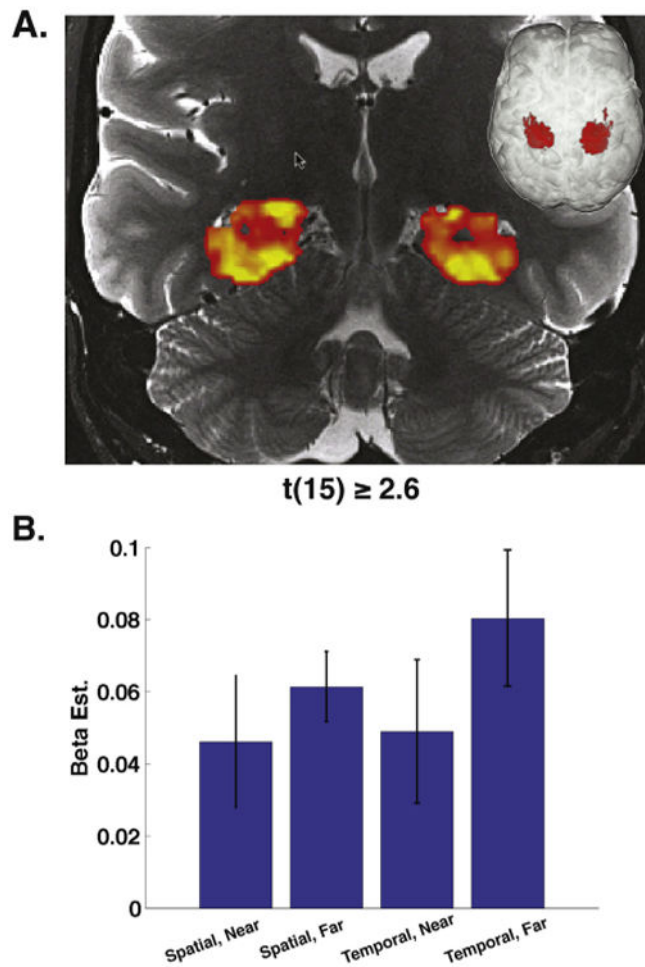 A.
t(15) ≥ 2.6
B.
0.1
0.08
0.06
0.04
0.02
0
Beta Est.
Spatial, Near
Spatial, Far
Temporal, Near
Temporal, Far